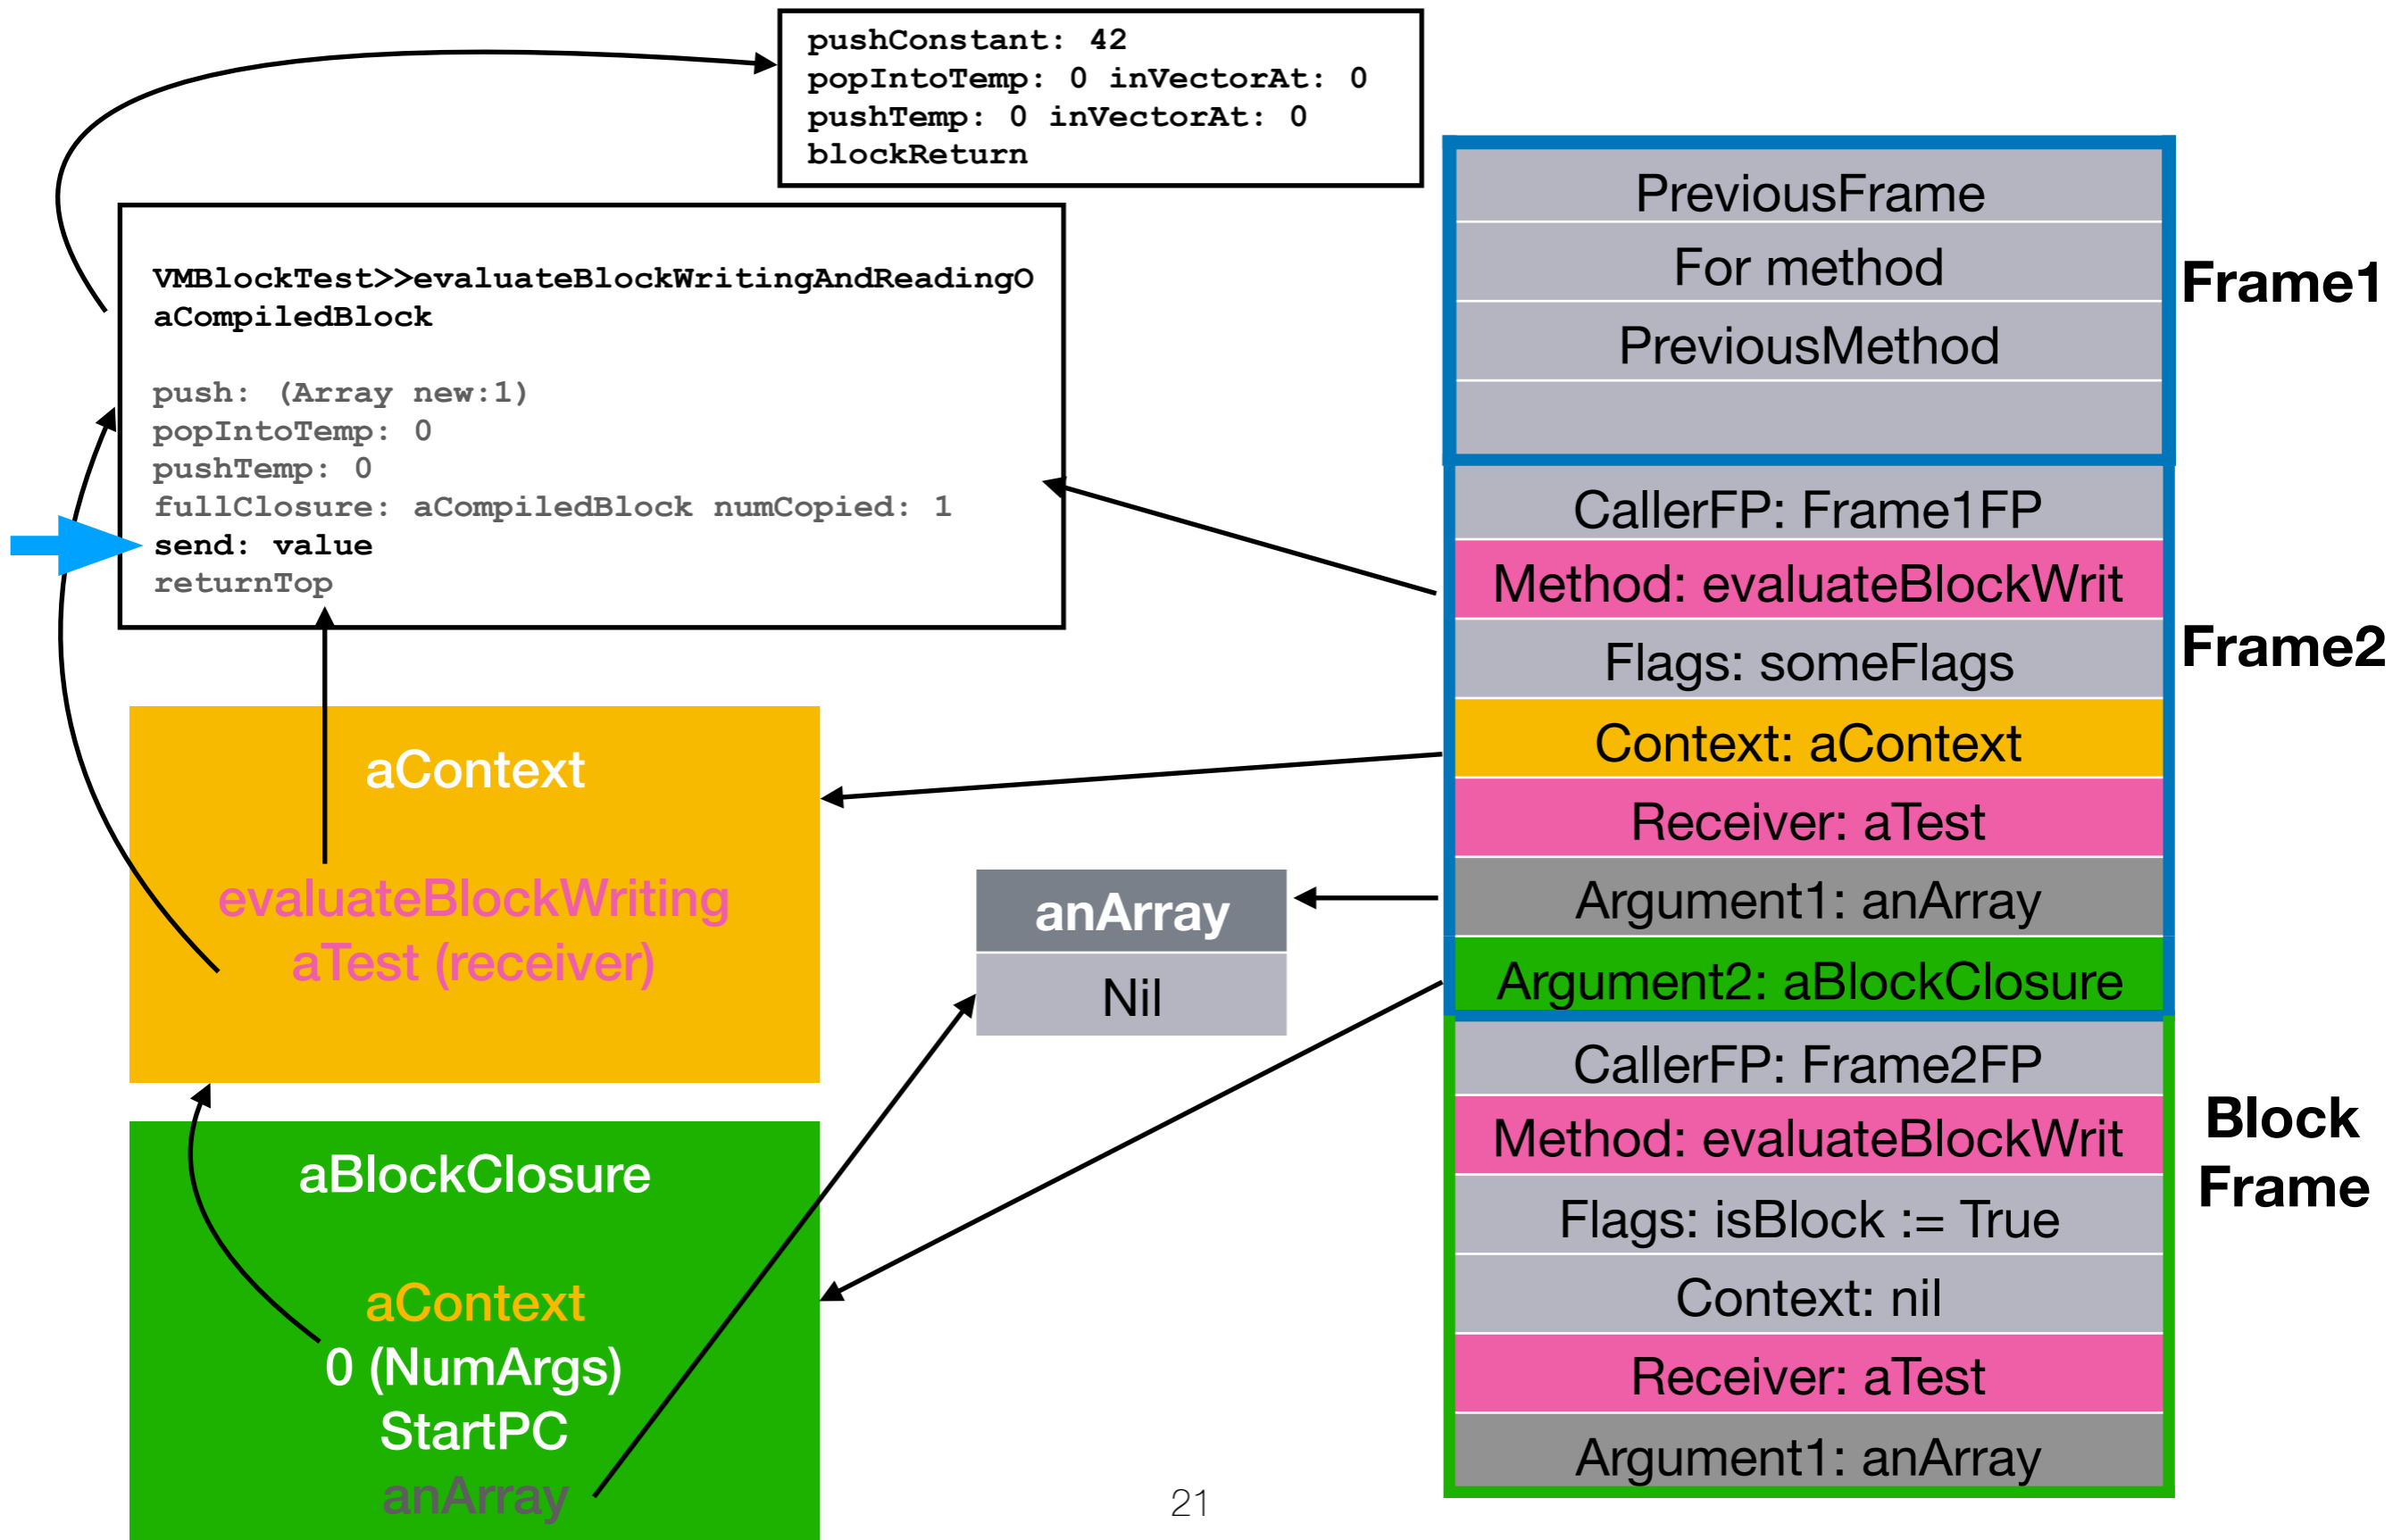 pushConstant: 42
popIntoTemp: 0 inVectorAt: 0
pushTemp: 0 inVectorAt: 0
blockReturn
VMBlockTest>>evaluateBlockWritingAndReadingO
aCompiledBlock
push: (Array new:1)
popIntoTemp: 0
pushTemp: 0
fullClosure: aCompiledBlock numCopied: 1
send: value
returnTop
aContext
evaluateBlockWriting
aTest (receiver)
aBlockClosure
aContext
0 (NumArgs)
StartPC
anArray
anArray
Nil
PreviousFrame
For method
PreviousMethod
Frame1
CallerFP: Frame1FP
Method: evaluateBlockWrit
Flags: someFlags
Context: aContext
Receiver: aTest
Argument1: anArray
Argument2: aBlockClosure
Frame2
CallerFP: Frame2FP
Method: evaluateBlockWrit
Flags: isBlock := True
Context: nil
Receiver: aTest
Argument1: anArray
Block
Frame
21